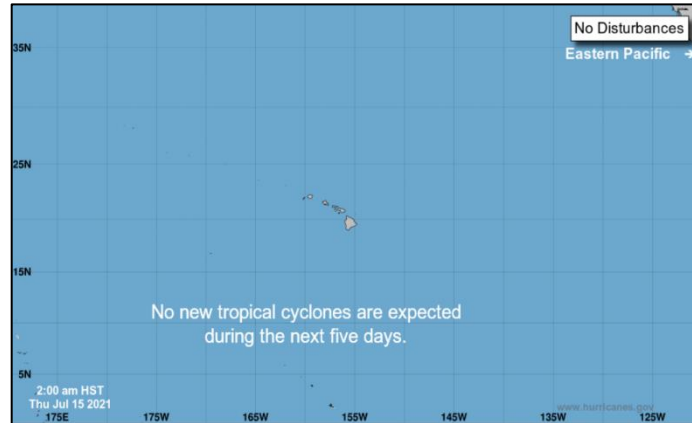 No Disturbances
Eastern Pacific →
35N
25N
15N
No new tropical cyclones are expected
during the next five days.
5N
2:00 am HST
Thu Jul 15 2021
www.hurricanes.gov
175E 175W 165W 155W 145W 135W 125W